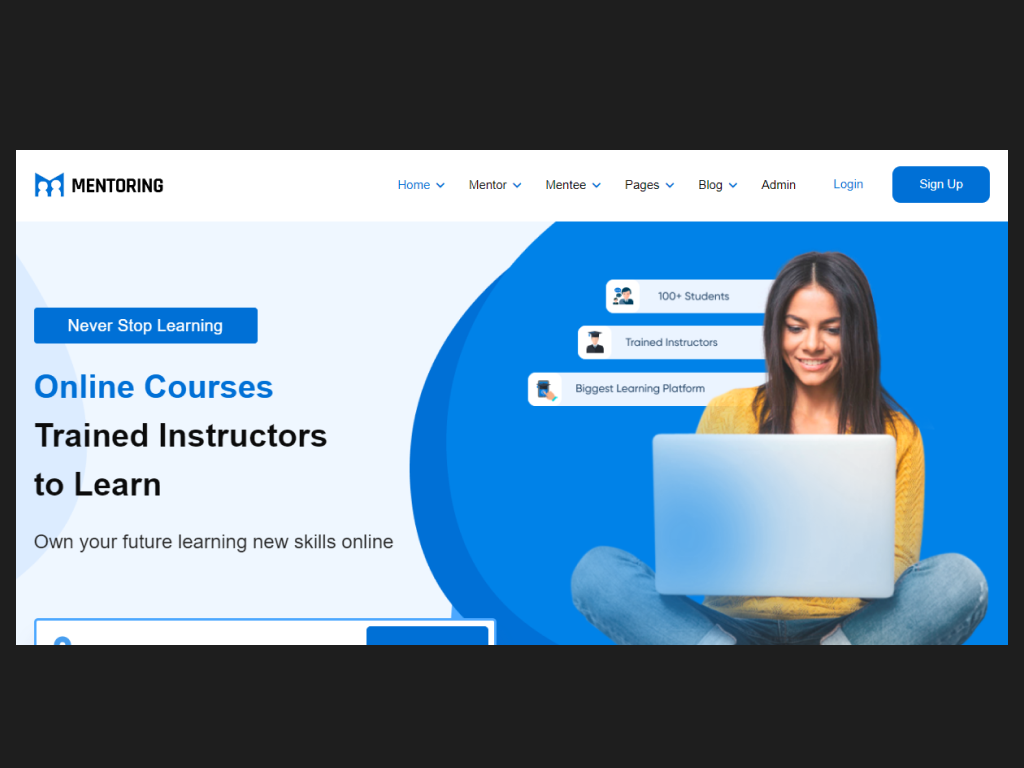 MENTORING
Home Mentor Mentee Pages Blog Admin Login Sign Up
100+ Students
Never Stop Learning
Trained Instructors
Biggest Learning Platform
Online Courses
Trained Instructors
to Learn
Own your future learning new skills online